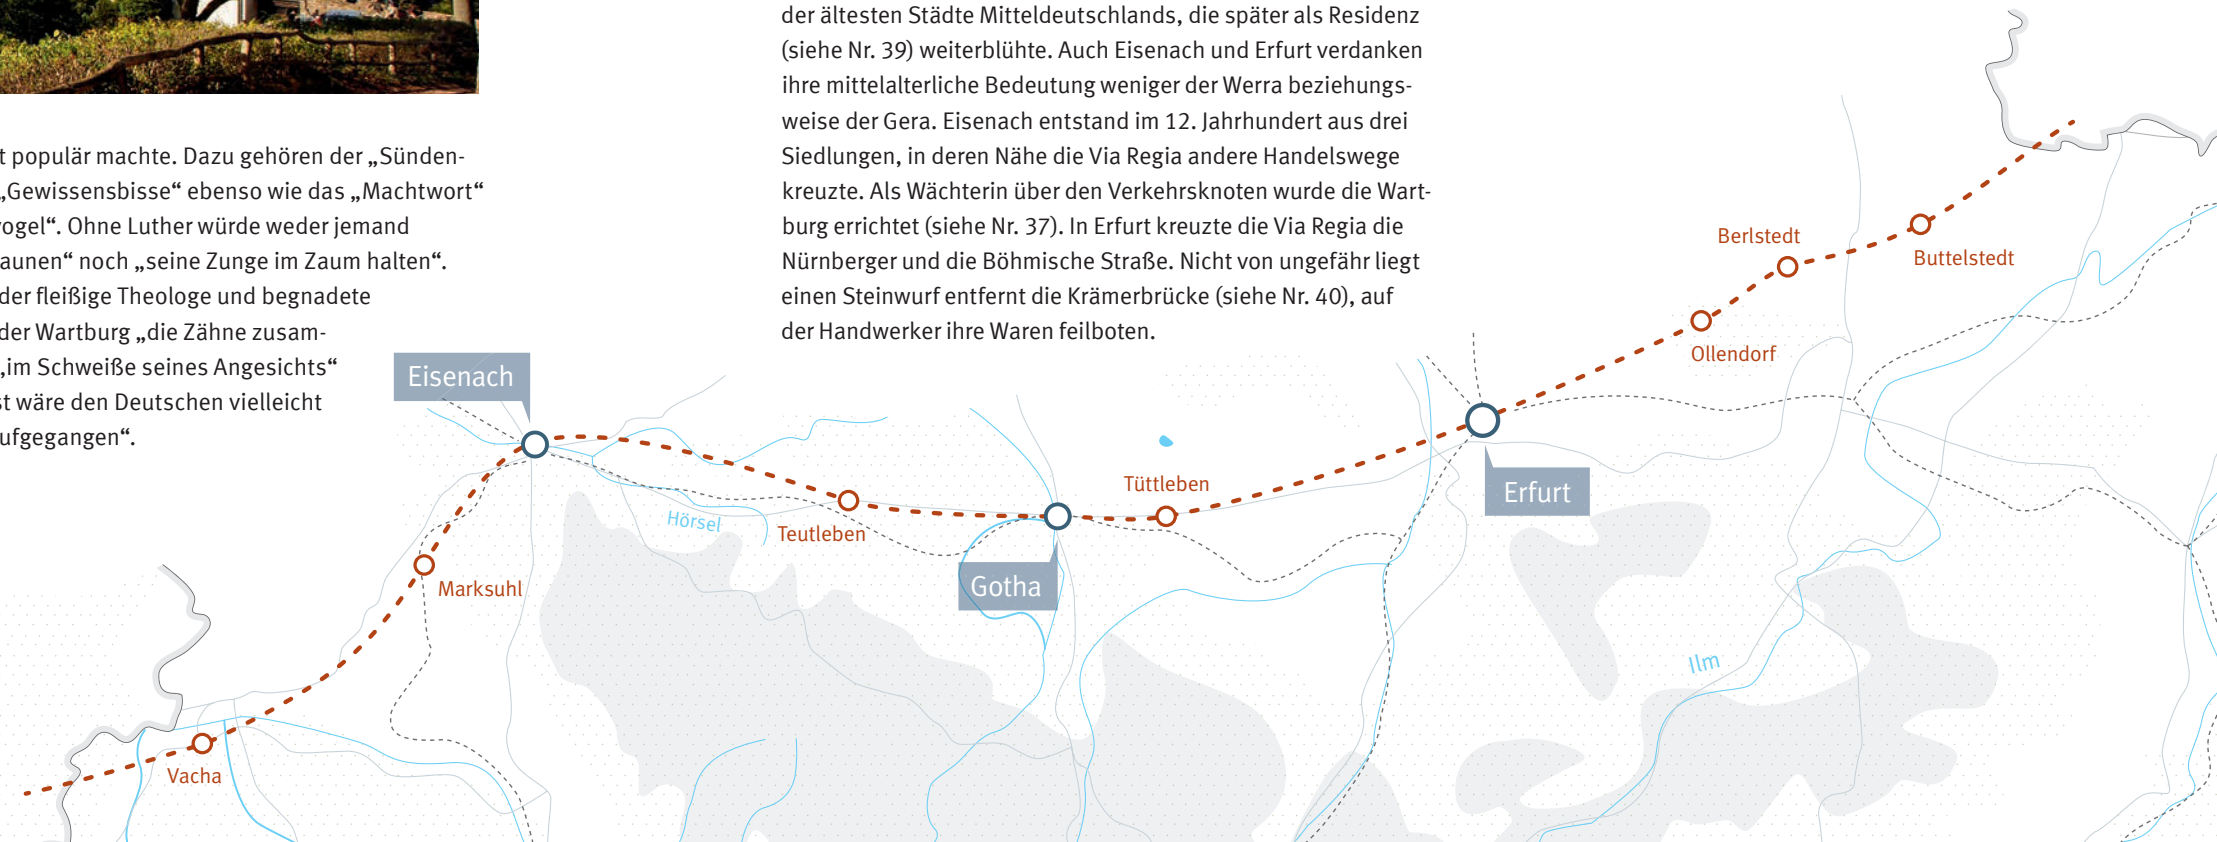 t populär machte. Dazu gehören der „Sünden-
„Gewissensbisse“ ebenso wie das „Machtwort“
ogel“. Ohne Luther würde weder jemand
aunen“ noch „seine Zunge im Zaum halten“.
der fleißige Theologe und begnadete
der Wartburg „die Zähne zusam-
„im Schweiße seines Angesichts“
st wäre den Deutschen vielleicht
ufgegangen“.
der ältesten Städte Mitteldeutschlands, die später als Residenz
(siehe Nr. 39) weiterblühte. Auch Eisenach und Erfurt verdanken
ihre mittelalterliche Bedeutung weniger der Werra beziehungs-
weise der Gera. Eisenach entstand im 12. Jahrhundert aus drei
Siedlungen, in deren Nähe die Via Regia andere Handelswege
kreuzte. Als Wächterin über den Verkehrsknoten wurde die Wart-
burg errichtet (siehe Nr. 37). In Erfurt kreuzte die Via Regia die
Nürnberger und die Böhmische Straße. Nicht von ungefähr liegt
einen Steinwurf entfernt die Krämerbrücke (siehe Nr. 40), auf
der Handwerker ihre Waren feilboten.
Vacha
Marksuhl
Eisenach
Hörsel
Teutleben
Gotha
Tüttleben
Erfurt
Ollendorf
Berlstedt
Buttelstedt
Ilm